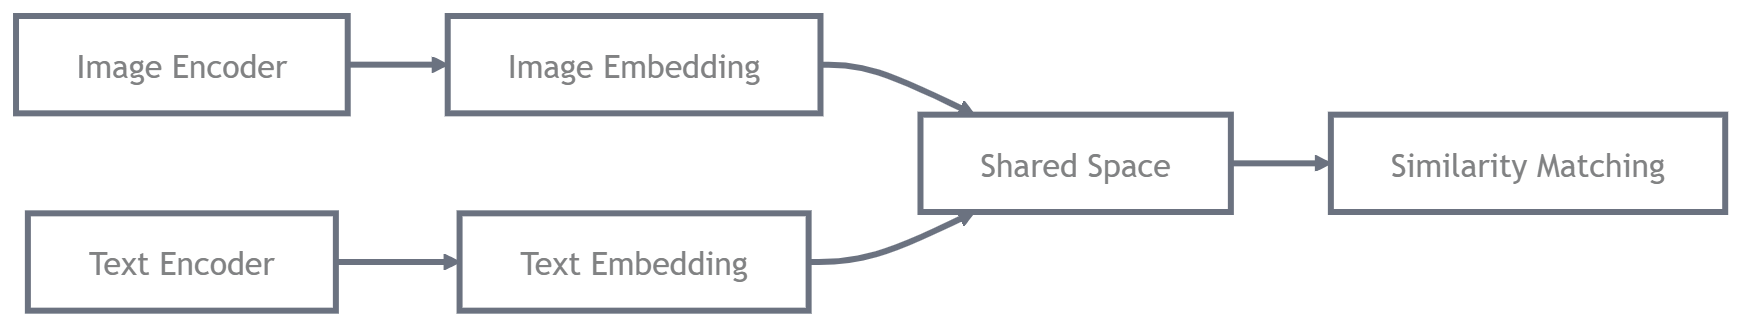 Image Encoder
Image Embedding
Shared Space
Similarity Matching
Text Encoder
Text Embedding